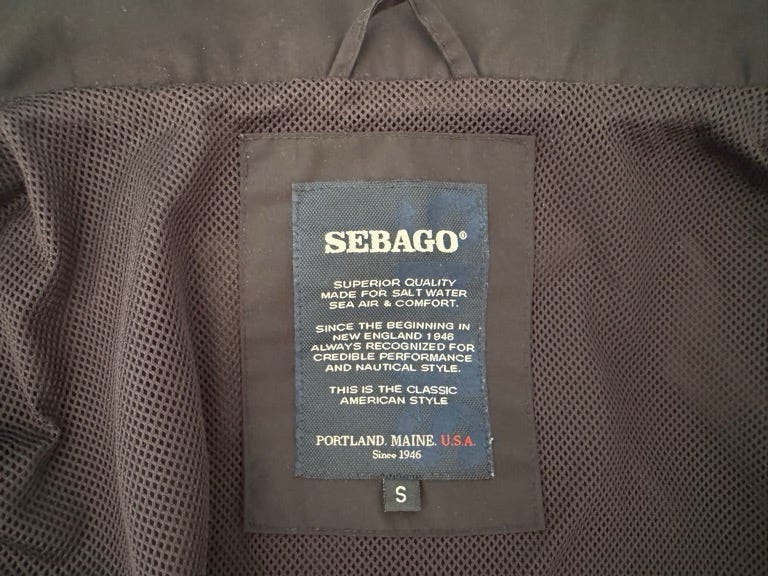 SEBAGO®
SUPERIOR QUALITY
MADE FOR SALT WATER
SEA AIR & COMFORT.
SINCE THE BEGINNING IN
NEW ENGLAND 1946
ALWAYS RECOGNIZED FOR
CREDIBLE PERFORMANCE
AND NAUTICAL STYLE.
THIS IS THE CLASSIC
AMERICAN STYLE
PORTLAND. MAINE. U.S.A.
Since 1946
S